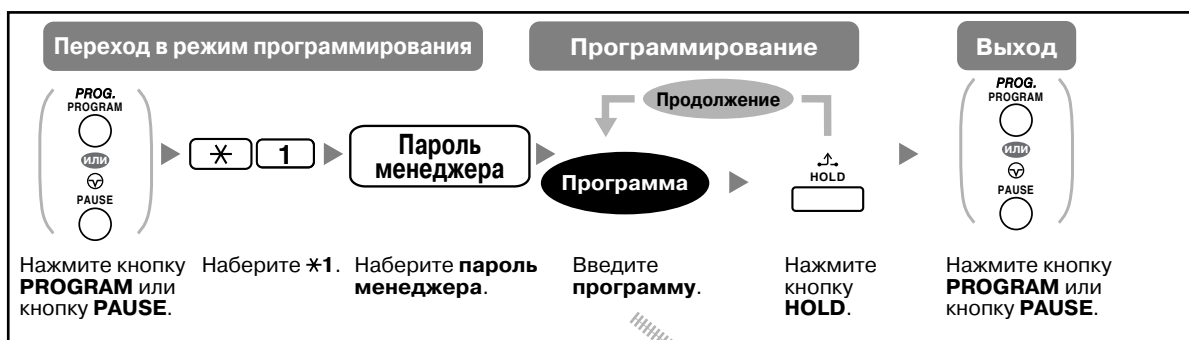 Переход в режим программирования
Программирование
Выход
PROG.
PROGRAM
или
PAUSE
✳ 1
Пароль
менеджера
Продолжение
Программа
HOLD
PROG.
PROGRAM
или
PAUSE
Нажмите кнопку
PROGRAM или
кнопку PAUSE.
Наберите ✳1.
Наберите пароль
менеджера.
Введите
программу.
Нажмите
кнопку
HOLD.
Нажмите кнопку
PROGRAM или
кнопку PAUSE.